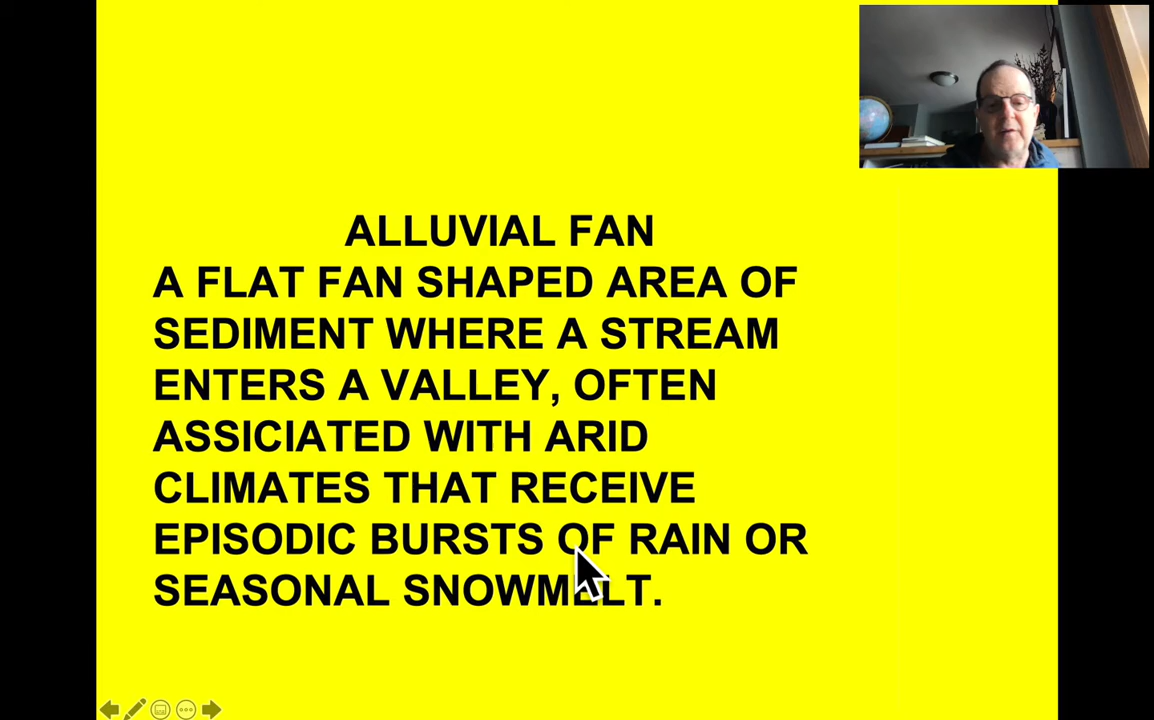 ALLUVIAL FAN
A FLAT FAN SHAPED AREA OF
SEDIMENT WHERE A STREAM
ENTERS A VALLEY, OFTEN
ASSICIATED WITH ARID
CLIMATES THAT RECEIVE
EPISODIC BURSTS OF RAIN OR
SEASONAL SNOWMELT.